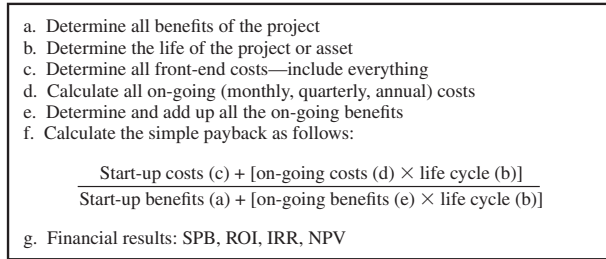 a. Determine all benefits of the project
b. Determine the life of the project or asset
c. Determine all front-end costs—include everything
d. Calculate all on-going (monthly, quarterly, annual) costs
e. Determine and add up all the on-going benefits
f. Calculate the simple payback as follows:
Start-up costs (c) + [on-going costs (d) × life cycle (b)]
Start-up benefits (a) + [on-going benefits (e) × life cycle (b)]
g. Financial results: SPB, ROI, IRR, NPV